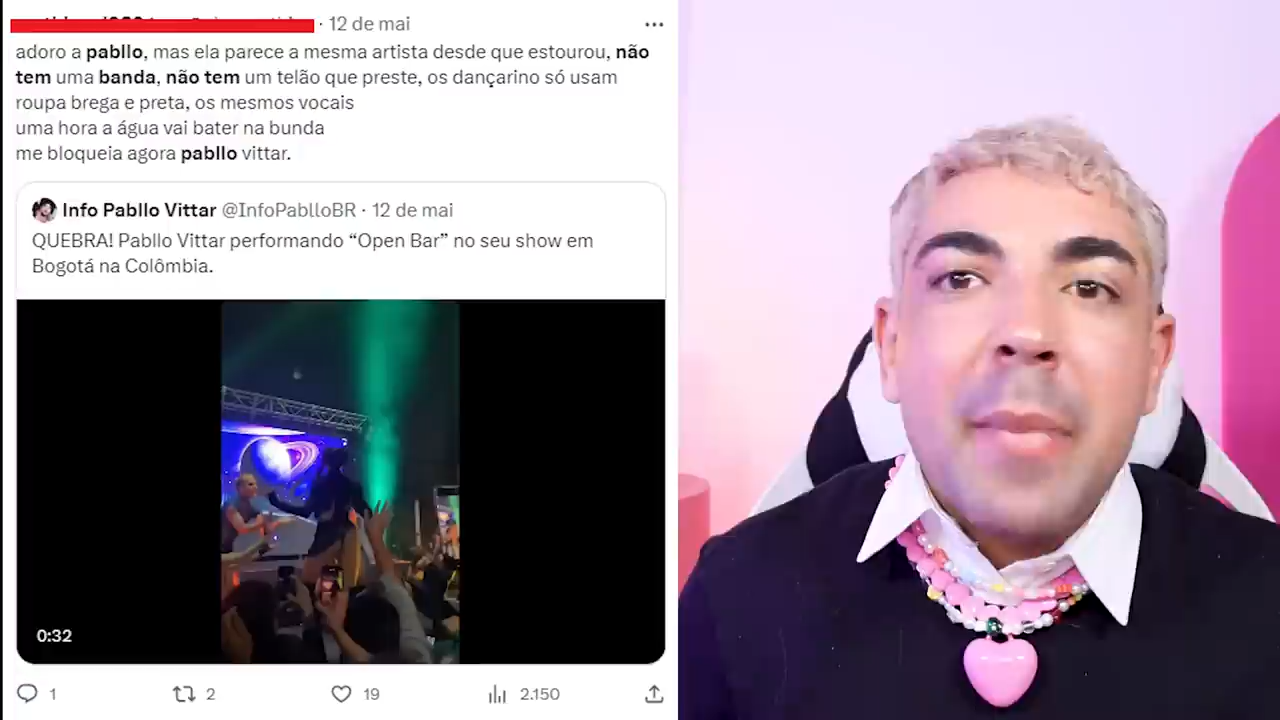 · 12 de mai
adoro a pabllo, mas ela parece a mesma artista desde que estourou, não
tem uma banda, não tem um telão que preste, os dançarino só usam
roupa brega e preta, os mesmos vocais
uma hora a água vai bater na bunda
me bloqueia agora pabllo vittar.
Info Pabllo Vittar @InfoPablloBR · 12 de mai
QUEBRA! Pabllo Vittar performando “Open Bar” no seu show em
Bogotá na Colômbia.
0:32
1 2 19 2.150